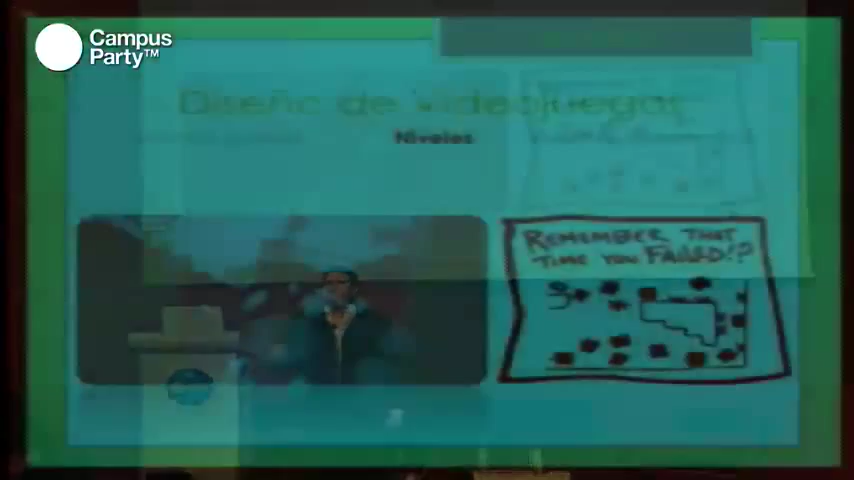 Campus
Party™
Diseño de Videojuegos
Niveles
REMEMBER THAT
TIME YOU FAILED!?